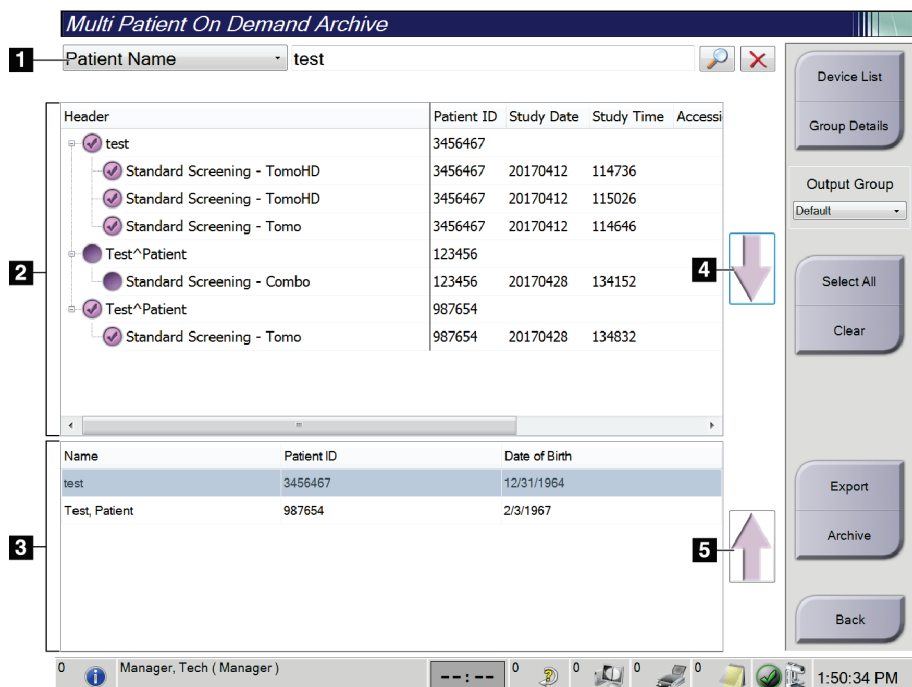 Multi Patient On Demand Archive
1 Patient Name test
Device List
Group Details
Output Group
Default
Select All
Clear
Export
Archive
Back
2
Header Patient ID Study Date Study Time Accessi
test 3456467
Standard Screening - TomoHD 3456467 20170412 114736
Standard Screening - TomoHD 3456467 20170412 115026
Standard Screening - Tomo 3456467 20170412 114646
Test^Patient 123456
Standard Screening - Combo 123456 20170428 134152
Test^Patient 987654
Standard Screening - Tomo 987654 20170428 134832
4
3
Name Patient ID Date of Birth
test 3456467 12/31/1964
Test, Patient 987654 2/3/1967
5
0 Manager, Tech ( Manager ) --:-- 0 0 0 0 1:50:34 PM